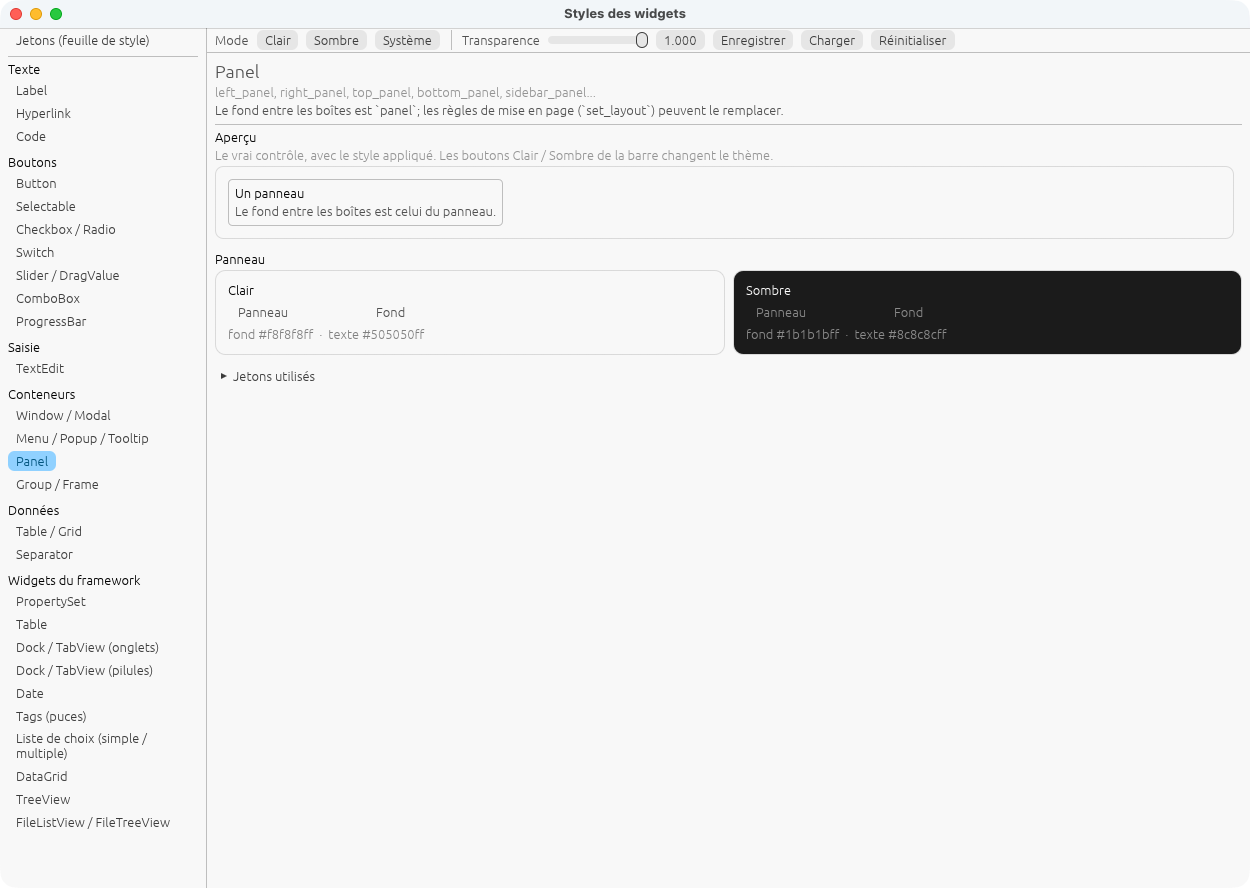 Styles des widgets
Jetons (feuille de style)
Texte
Label
Hyperlink
Code
Boutons
Button
Selectable
Checkbox / Radio
Switch
Slider / DragValue
ComboBox
ProgressBar
Saisie
TextEdit
Conteneurs
Window / Modal
Menu / Popup / Tooltip
Panel
Group / Frame
Données
Table / Grid
Separator
Widgets du framework
PropertySet
Table
Dock / TabView (onglets)
Dock / TabView (pilules)
Date
Tags (puces)
Liste de choix (simple /
multiple)
DataGrid
TreeView
FileListView / FileTreeView
Mode Clair Sombre Système Transparence 1.000 Enregistrer Charger Réinitialiser
Panel
left_panel, right_panel, top_panel, bottom_panel, sidebar_panel…
Le fond entre les boîtes est `panel`; les règles de mise en page (`set_layout`) peuvent le remplacer.
Aperçu
Le vrai contrôle, avec le style appliqué. Les boutons Clair / Sombre de la barre changent le thème.
Un panneau
Le fond entre les boîtes est celui du panneau.
Panneau
Clair
Panneau Fond
fond #f8f8f8ff · texte #505050ff
Sombre
Panneau Fond
fond #1b1b1bff · texte #8c8c8cff
Jetons utilisés